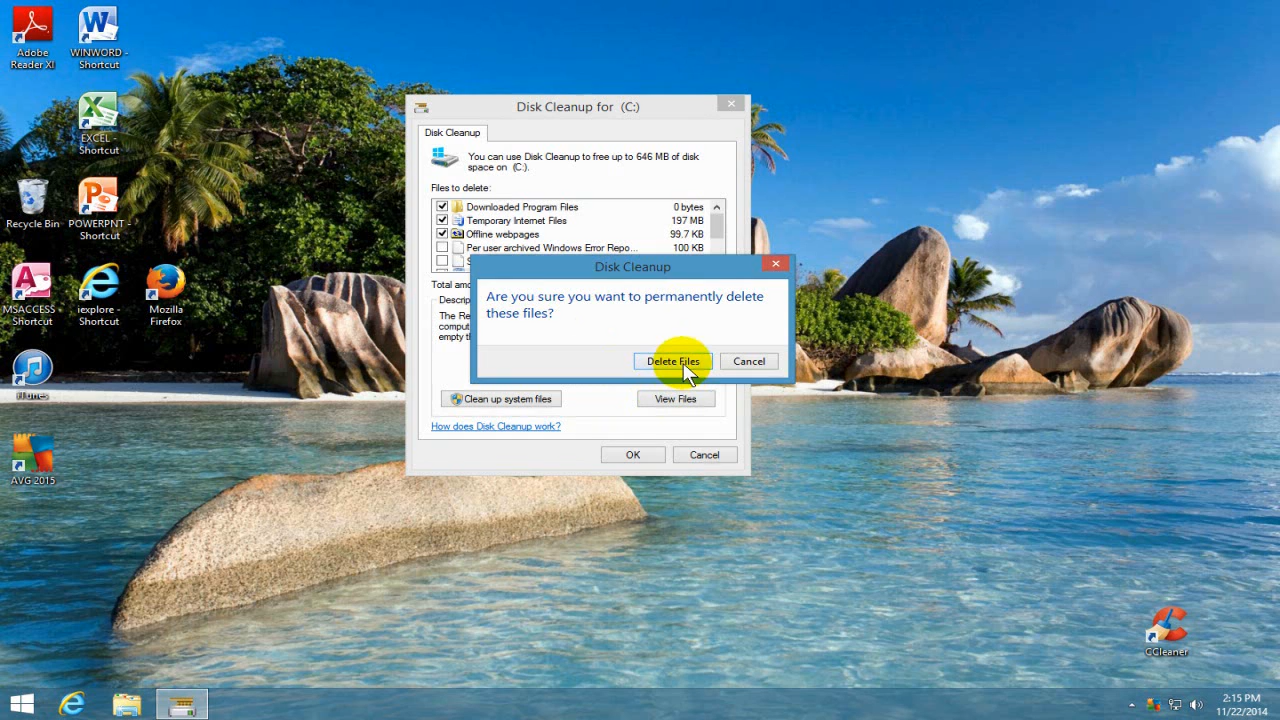 Adobe
Reader XI
WINWORD -
Shortcut
EXCEL -
Shortcut
Recycle Bin
POWERPNT -
Shortcut
MSACCESS -
Shortcut
iexplore -
Shortcut
Mozilla
Firefox
iTunes
AVG 2015
Disk Cleanup for (C:)
Disk Cleanup
You can use Disk Cleanup to free up to 646 MB of disk
space on (C:).
Files to delete:
Downloaded Program Files 0 bytes
Temporary Internet Files 197 MB
Offline webpages 99.7 KB
Per user archived Windows Error Repo... 100 KB
Total
The
Disk Cleanup
Are you sure you want to permanently delete
these files?
Delete Files Cancel
Clean up system files View Files
How does Disk Cleanup work?
OK Cancel
CCleaner
2:15 PM
11/22/2014